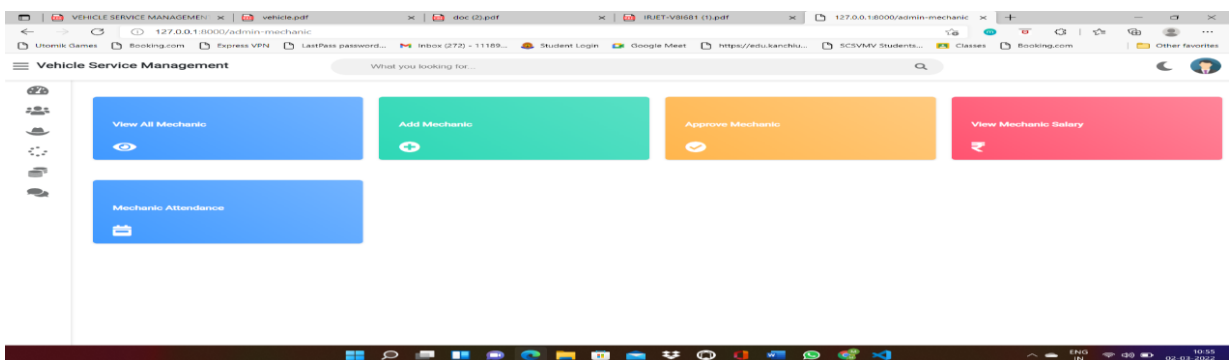 VEHICLE SERVICE MANAGEMEN
vehicle.pdf
doc (2).pdf
IRJET-V8I681 (1).pdf
127.0.0.1:8000/admin-mechanic
127.0.0.1:8000/admin-mechanic
Utomik Games
Booking.com
Express VPN
LastPass password...
Inbox (272) - 11189...
Student Login
Google Meet
https://edu.kanchiu...
SCSVMV Students...
Classes
Booking.com
Other favorites
Vehicle Service Management
What you looking for...
View All Mechanic
Add Mechanic
Approve Mechanic
View Mechanic Salary
Mechanic Attendance
ENG
IN
10:55
02-03-2022